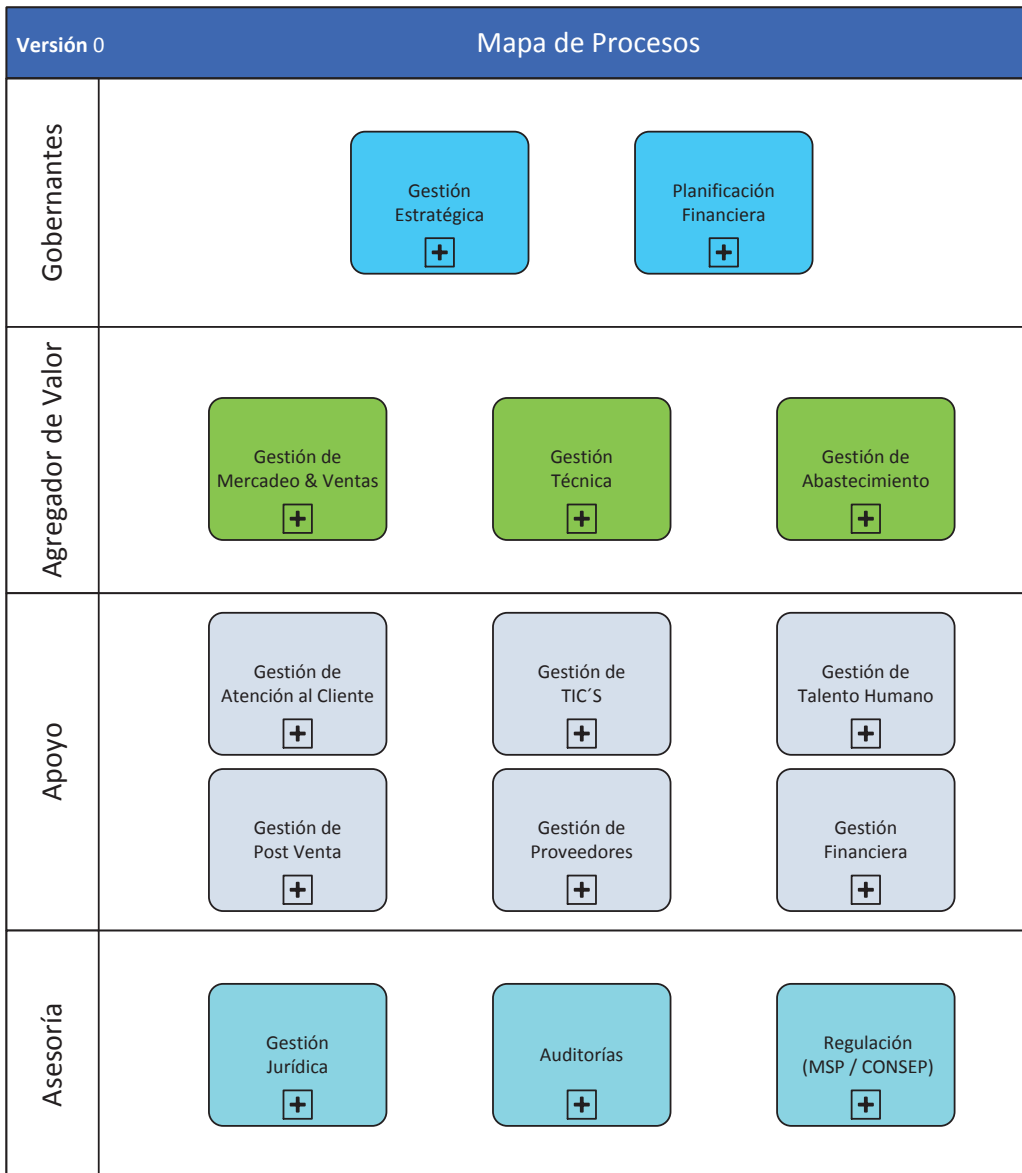 Versión 0
Mapa de Procesos
Gobernantes
Gestión
Estratégica
Planificación
Financiera
Agregador de Valor
Gestión de
Mercadeo & Ventas
Gestión
Técnica
Gestión de
Abastecimiento
Apoyo
Gestión de
Atención al Cliente
Gestión de
TIC´S
Gestión de
Talento Humano
Gestión de
Post Venta
Gestión de
Proveedores
Gestión
Financiera
Asesoría
Gestión
Jurídica
Auditorías
Regulación
(MSP / CONSEP)